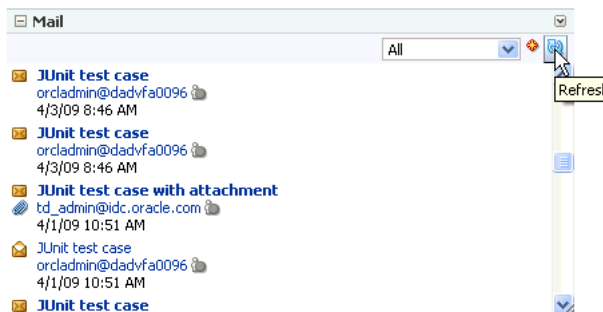 Mail
All
JUnit test case
orcladmin@dadvfa0096
4/3/09 8:46 AM
Refresh
JUnit test case
orcladmin@dadvfa0096
4/3/09 8:46 AM
JUnit test case with attachment
td_admin@idc.oracle.com
4/1/09 10:51 AM
JUnit test case
orcladmin@dadvfa0096
4/1/09 10:51 AM
JUnit test case